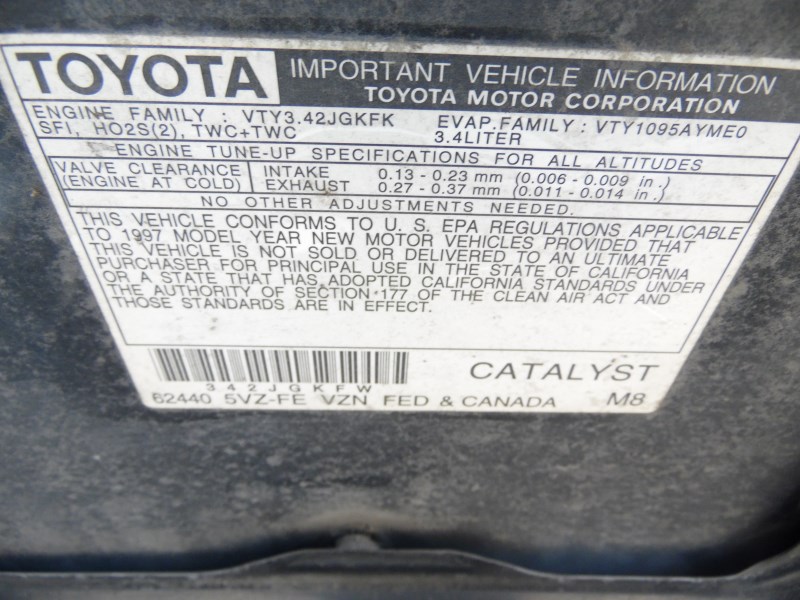 TOYOTA
IMPORTANT VEHICLE INFORMATION
TOYOTA MOTOR CORPORATION
ENGINE FAMILY : VTY3.42JGKFK EVAP.FAMILY : VTY1095AYME0
SFI, HO2S(2), TWC+TWC 3.4LITER
ENGINE TUNE-UP SPECIFICATIONS FOR ALL ALTITUDES
VALVE CLEARANCE INTAKE 0.13 - 0.23 mm (0.006 - 0.009 in.)
(ENGINE AT COLD) EXHAUST 0.27 - 0.37 mm (0.011 - 0.014 in.)
NO OTHER ADJUSTMENTS NEEDED.
THIS VEHICLE CONFORMS TO U.S. EPA REGULATIONS APPLICABLE
TO 1997 MODEL YEAR NEW MOTOR VEHICLES PROVIDED THAT
THIS VEHICLE IS NOT SOLD OR DELIVERED TO AN ULTIMATE
PURCHASER FOR PRINCIPAL USE IN THE STATE OF CALIFORNIA
OR A STATE THAT HAS ADOPTED CALIFORNIA STANDARDS UNDER
THE AUTHORITY OF SECTION 177 OF THE CLEAN AIR ACT AND
THOSE STANDARDS ARE IN EFFECT.
342JGKFW
CATALYST
62440 5VZ-FE VZN FED & CANADA M8